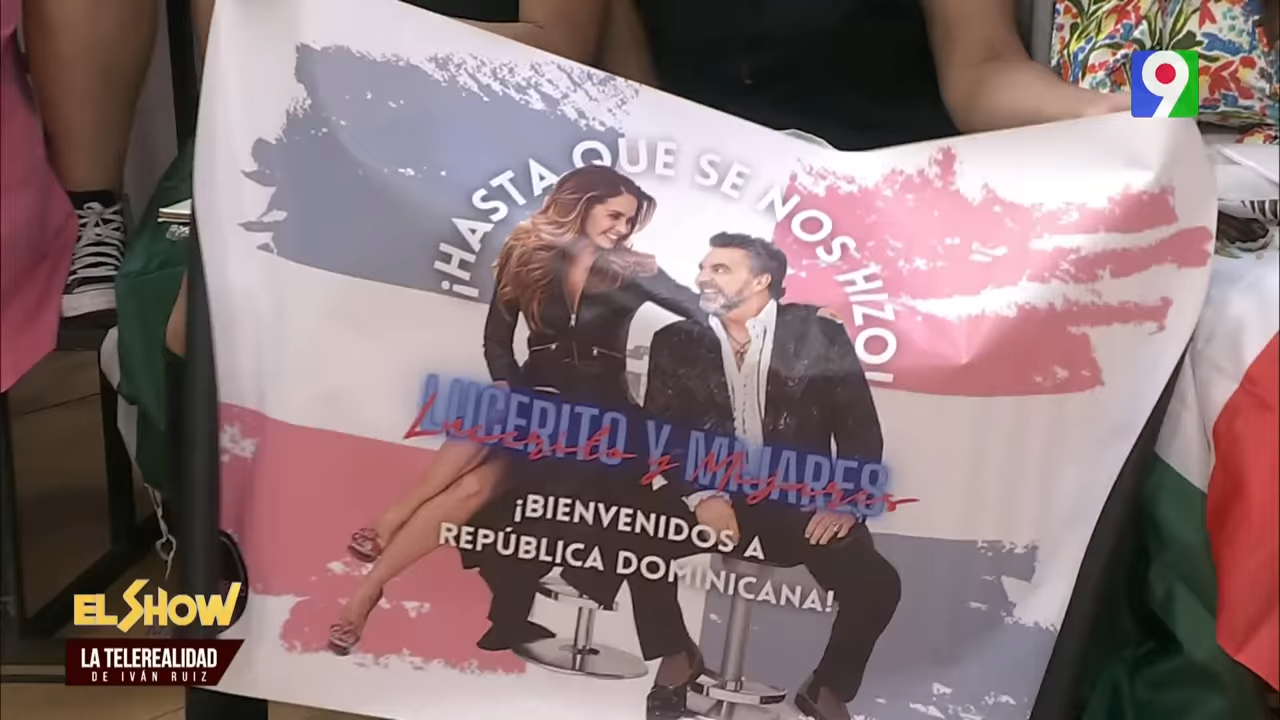 9
¡HASTA QUE SE NOS HIZO!
LUCERITO Y MIJARES
Lucerito y Mijares
¡BIENVENIDOS A
REPÚBLICA DOMINICANA!
EL SHOW
LA TELEREALIDAD
DE IVÁN RUIZ